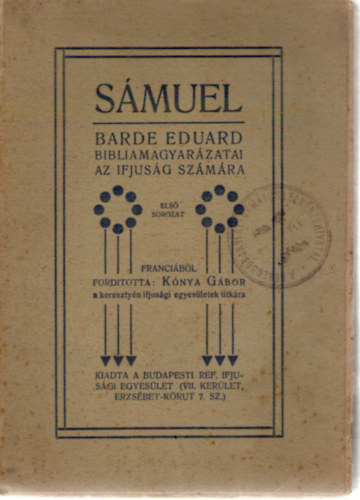 SÁMUEL
BARDE EDUARD
BIBLIAMAGYARÁZATAI
AZ IFJUSÁG SZÁMÁRA
ELSŐ
SOROZAT
FRANCIÁBÓL
FORDITOTTA: KÓNYA GÁBOR
a keresztyén ifjusági egyesületek titkára
KIADTA A BUDAPESTI REF. IFJU-
SÁGI EGYESÜLET (VII. KERÜLET,
ERZSÉBET-KÖRUT 7. SZ.)